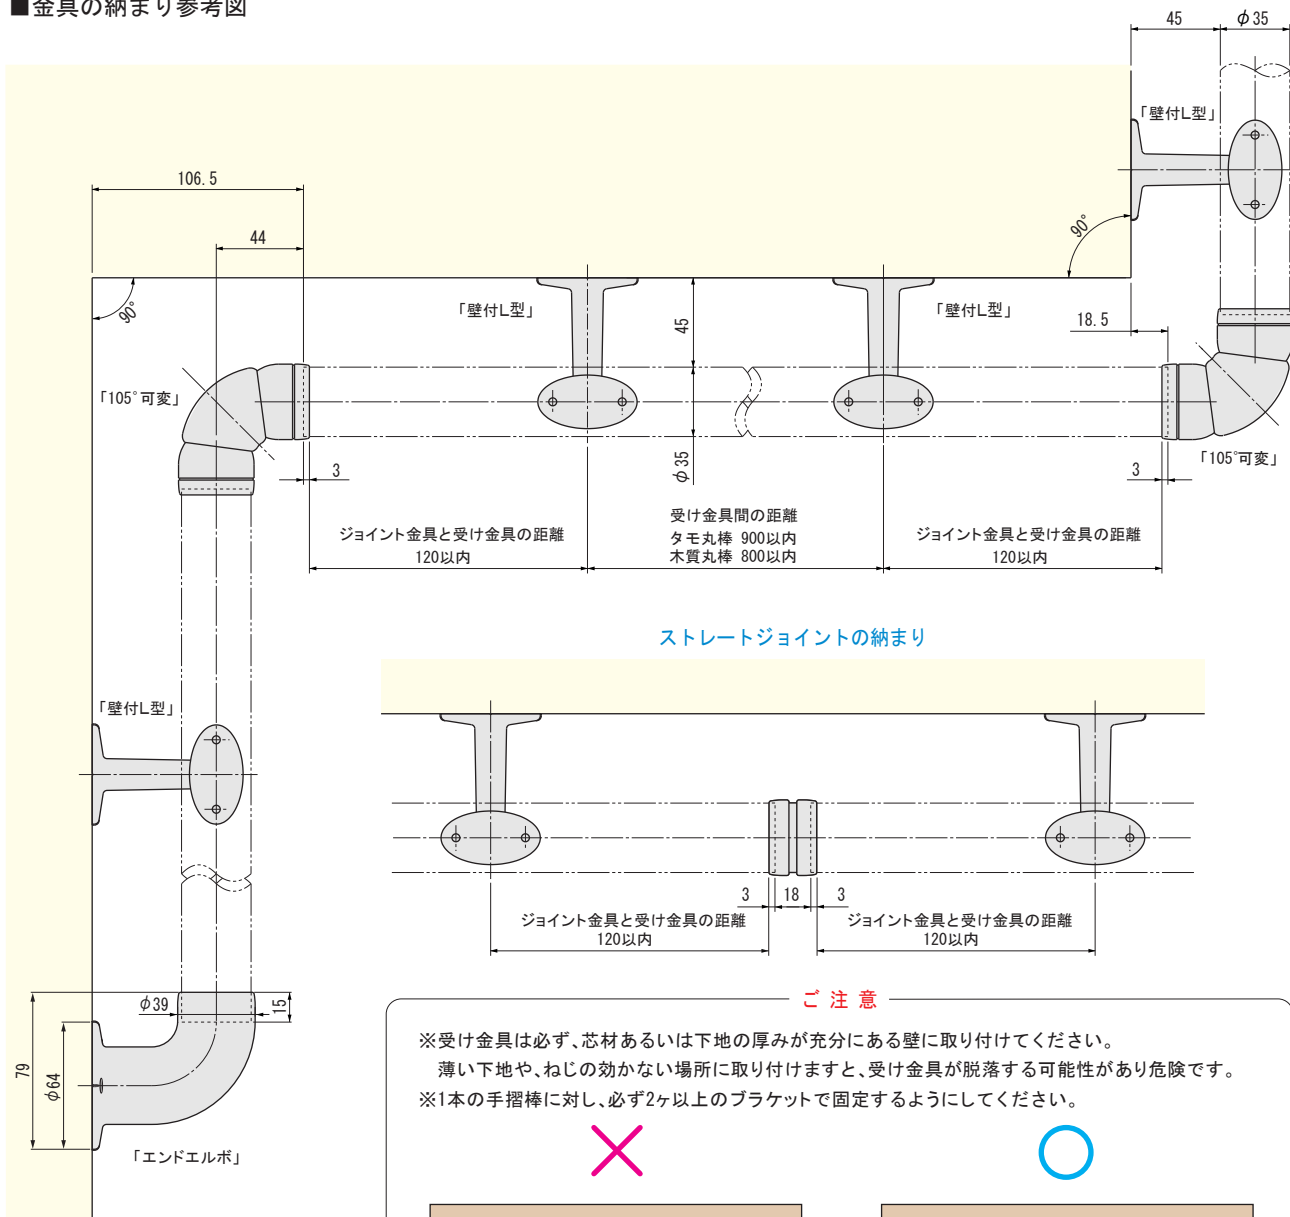 ■金具の納まり参考図
45
φ35
「壁付L型」
106.5
44
90°
90°
「壁付L型」
45
「壁付L型」
18.5
「105°可変」
φ35
「105°可変」
3
3
ジョイント金具と受け金具の距離
120以内
受け金具間の距離
タモ丸棒 900以内
木質丸棒 800以内
ジョイント金具と受け金具の距離
120以内
ストレートジョイントの納まり
「壁付L型」
3
18
3
ジョイント金具と受け金具の距離
120以内
ジョイント金具と受け金具の距離
120以内
φ39
15
79
φ64
「エンドエルボ」
ご注意
※受け金具は必ず、芯材あるいは下地の厚みが充分にある壁に取り付けてください。
薄い下地や、ねじの効かない場所に取り付けますと、受け金具が脱落する可能性があり危険です。
※1本の手摺棒に対し、必ず2ヶ以上のブラケットで固定するようにしてください。